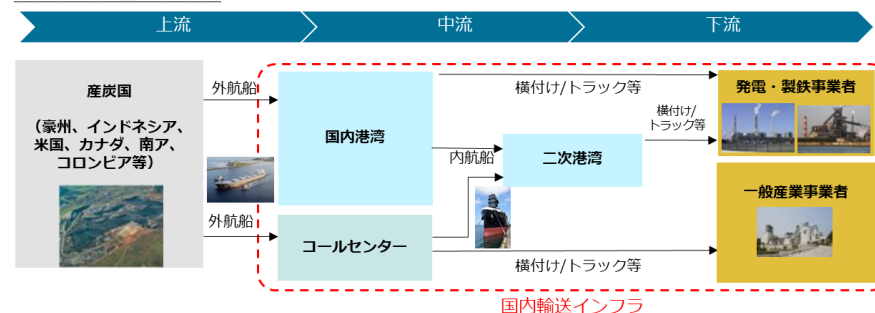 上流
中流
下流
産炭国
（豪州、インドネシア、
米国、カナダ、南ア、
コロンビア等）
外航船
外航船
国内港湾
コールセンター
横付け/トラック等
内航船
二次港湾
横付け/
トラック等
横付け/トラック等
発電・製鉄事業者
一般産業事業者
国内輸送インフラ